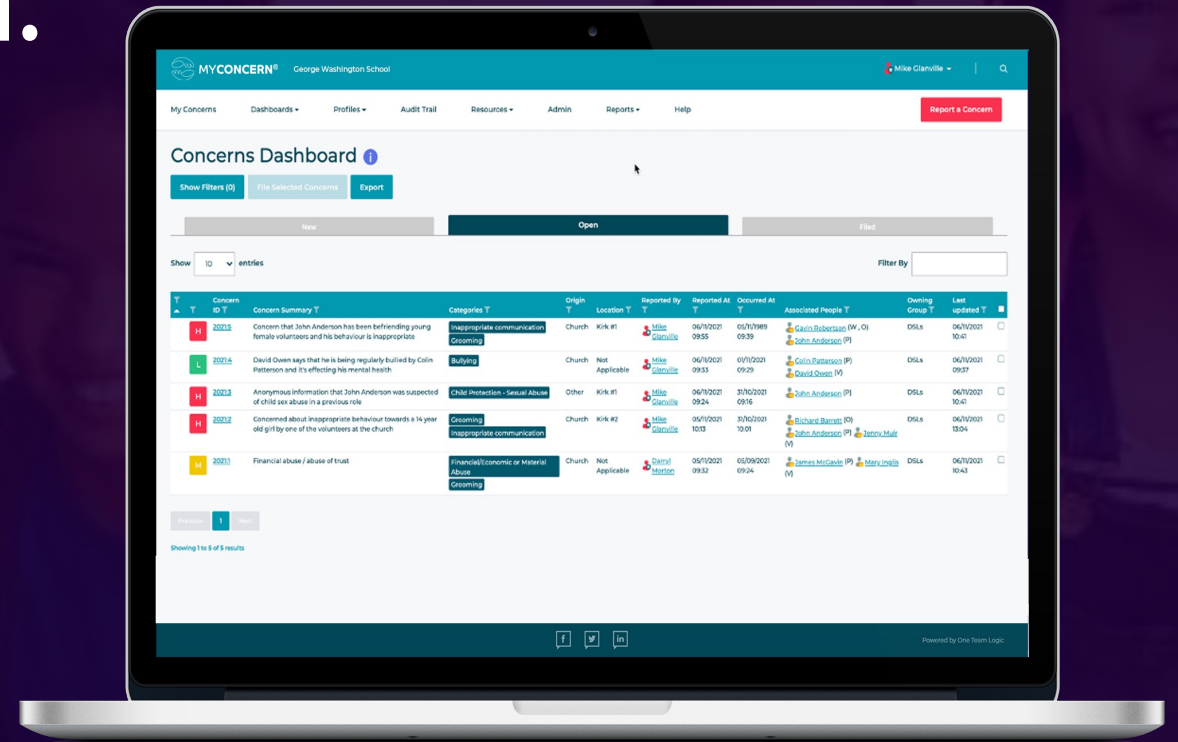 MYCONCERN® George Washington School Mike Glanville
My Concerns Dashboards Profiles Audit Trail Resources Admin Reports Help Report a Concern
Concerns Dashboard i
Show Filters (0) File Selected Concerns Export
New Open Filed
Show 10 entries Filter By
Concern ID Concern Summary Categories Origin Location Reported By Reported At Occurred At Associated People Owning Group Last updated
H 2021:5 Concern that John Anderson has been befriending young Inappropriate communication Church Kirk #1 Mike 06/11/2021 05/11/1989 Gavin Robertson (W , O) DSLs 06/11/2021
female volunteers and his behaviour is inappropriate Grooming Glanville 09:55 09:39 John Anderson (P) 10:41
L 2021:4 David Owen says that he is being regularly bullied by Colin Bullying Church Not Mike 06/11/2021 01/11/2021 Colin Patterson (P) DSLs 06/11/2021
Patterson and it's effecting his mental health Applicable Glanville 09:33 09:29 David Owen (V) 09:37
H 2021:3 Anonymous information that John Anderson was suspected Child Protection - Sexual Abuse Other Kirk #1 Mike 06/11/2021 31/10/2021 John Anderson (P) DSLs 06/11/2021
of child sex abuse in a previous role Glanville 09:24 09:16 10:41
H 2021:2 Concerned about inappropriate behaviour towards a 14 year Grooming Church Kirk #2 Mike 05/11/2021 31/10/2021 Richard Barrett (O) DSLs 06/11/2021
old girl by one of the volunteers at the church Inappropriate communication Glanville 10:13 10:01 John Anderson (P) Jonny Muir 13:04
(V)
M 2021:1 Financial abuse / abuse of trust Financial/Economic or Material Church Not Darryl 05/11/2021 05/09/2021 James McGavin (P) Mary Inglis DSLs 06/11/2021
Abuse Applicable Morton 09:32 09:24 (V) 10:43
Grooming
Previous 1 Next
Showing 1 to 5 of 5 results
f in
Powered by One Team Logic